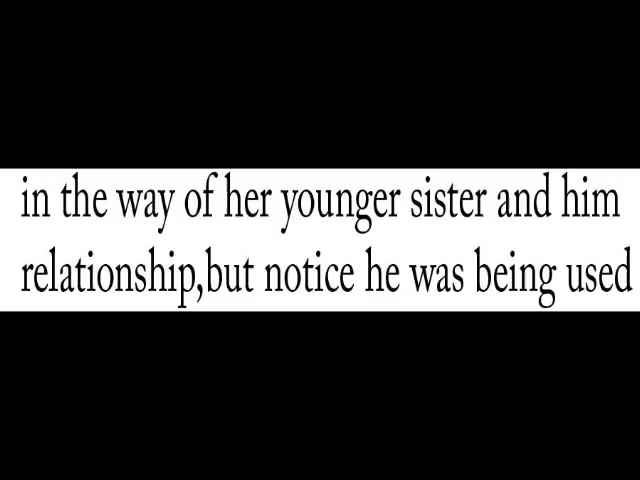 in the way of her younger sister and him
relationship,but notice he was being used